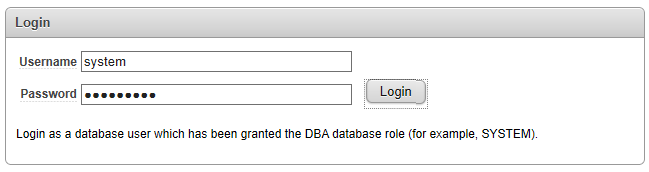 Login
Username system
Password •••••••••
Login
Login as a database user which has been granted the DBA database role (for example, SYSTEM).